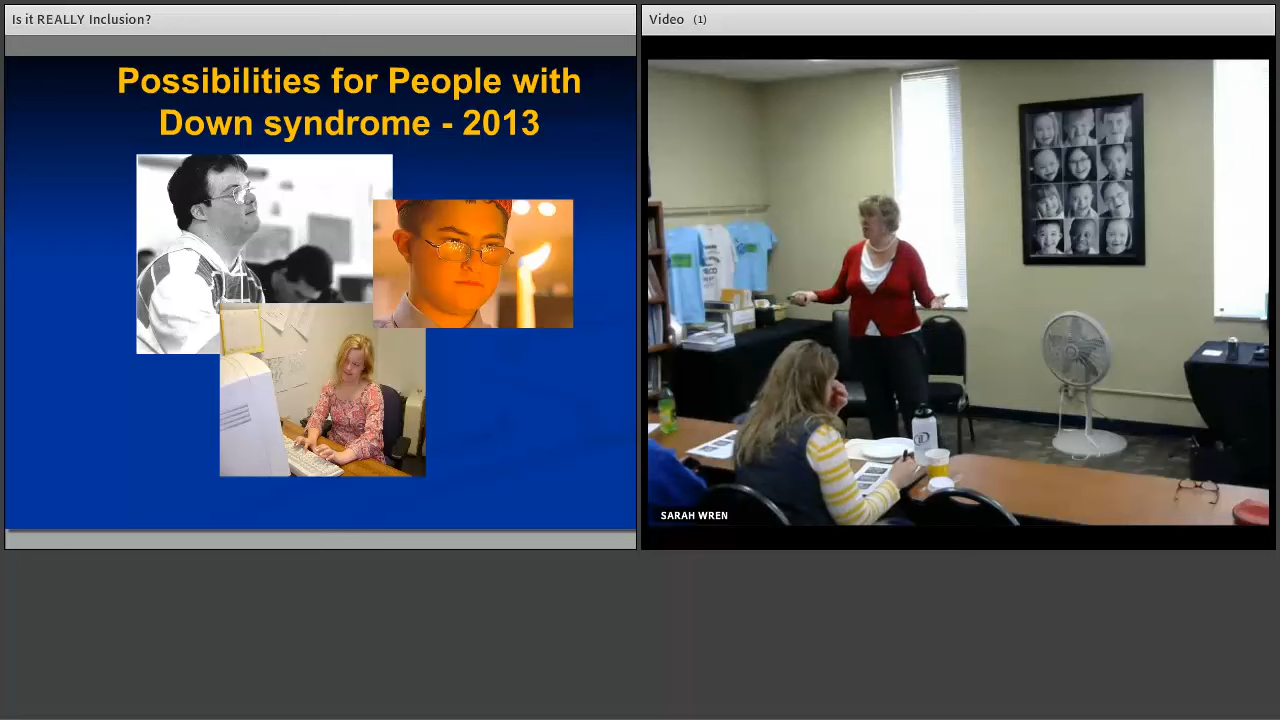 Is it REALLY Inclusion?
Video (1)
Possibilities for People with
Down syndrome - 2013
SARAH WREN